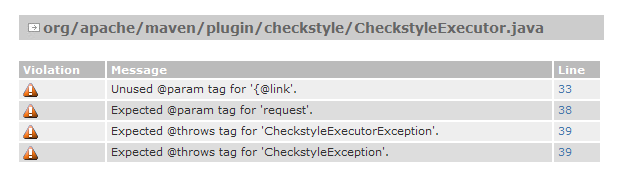 org/apache/maven/plugin/checkstyle/CheckstyleExecutor.java
Violation Message Line
Unused @param tag for '{@link'. 33
Expected @param tag for 'request'. 38
Expected @throws tag for 'CheckstyleExecutorException'. 39
Expected @throws tag for 'CheckstyleException'. 39